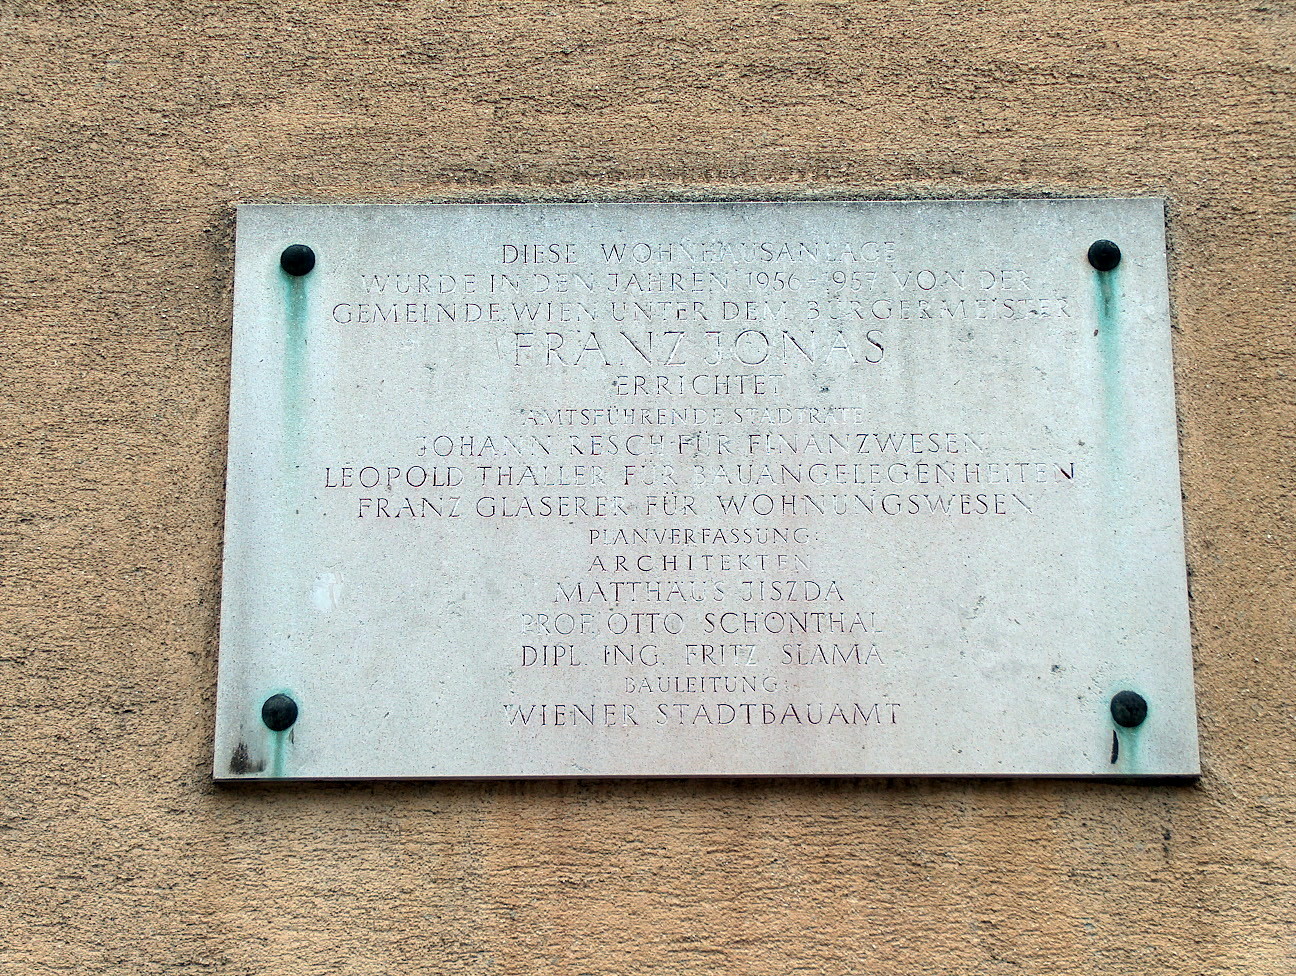 DIESE WOHNHAUSANLAGE
WURDE IN DEN JAHREN 1956-1957 VON DER
GEMEINDE WIEN UNTER DEM BÜRGERMEISTER
FRANZ JONAS
ERRICHTET
AMTSFÜHRENDE STADTRÄTE
JOHANN RESCH FÜR FINANZWESEN
LEOPOLD THALLER FÜR BAUANGELEGENHEITEN
FRANZ GLASERER FÜR WOHNUNGSWESEN
PLANVERFASSUNG:
ARCHITEKTEN
MATTHÄUS JISZDA
PROF. OTTO SCHÖNTHAL
DIPL. ING. FRITZ SLAMA
BAULEITUNG:
WIENER STADTBAUAMT